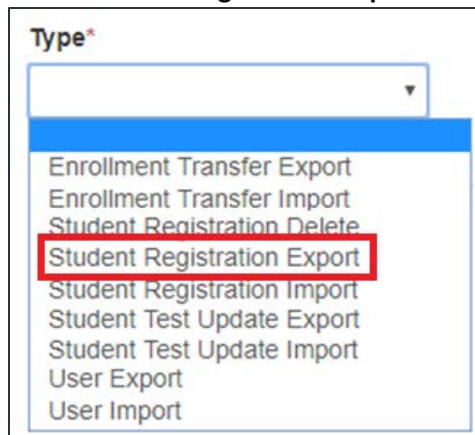 Type*
Enrollment Transfer Export
Enrollment Transfer Import
Student Registration Delete
Student Registration Export
Student Registration Import
Student Test Update Export
Student Test Update Import
User Export
User Import